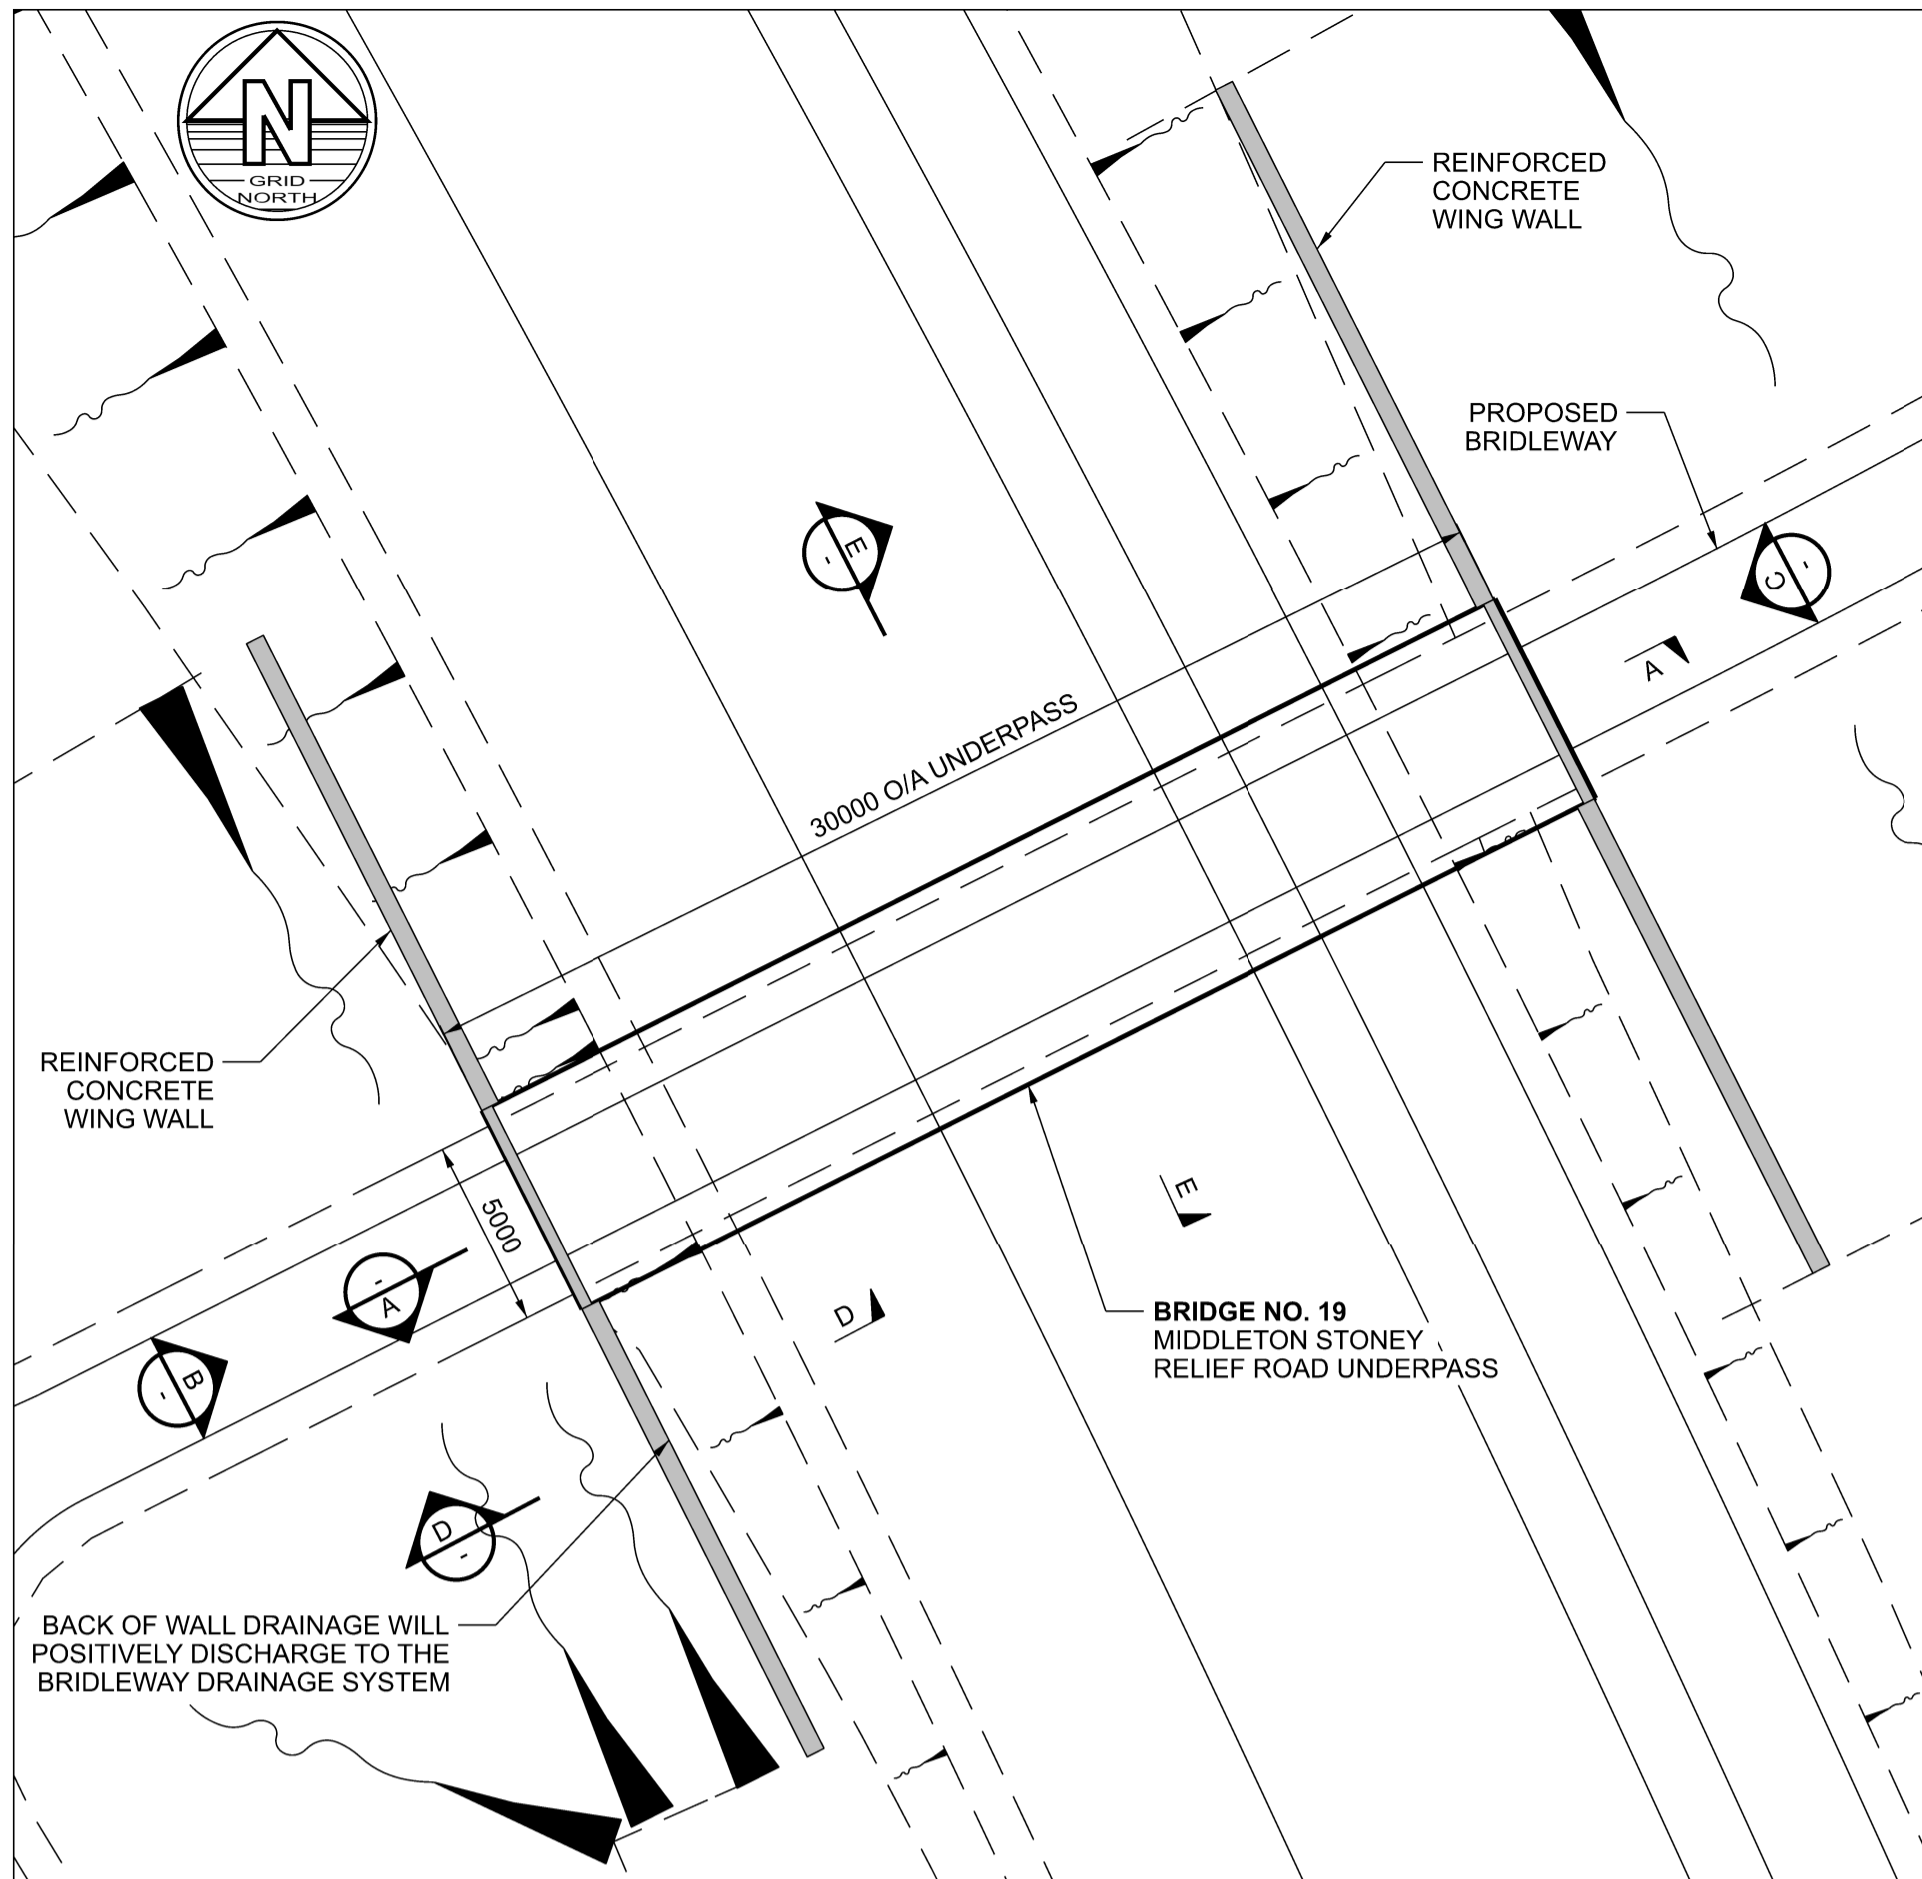 N
GRID
NORTH
REINFORCED
CONCRETE
WING WALL
PROPOSED
BRIDLEWAY
E
-
C
-
A
30000 O/A UNDERPASS
REINFORCED
CONCRETE
WING WALL
5000
E
-
A
D
B
-
BRIDGE NO. 19
MIDDLETON STONEY
RELIEF ROAD UNDERPASS
D
-
BACK OF WALL DRAINAGE WILL
POSITIVELY DISCHARGE TO THE
BRIDLEWAY DRAINAGE SYSTEM